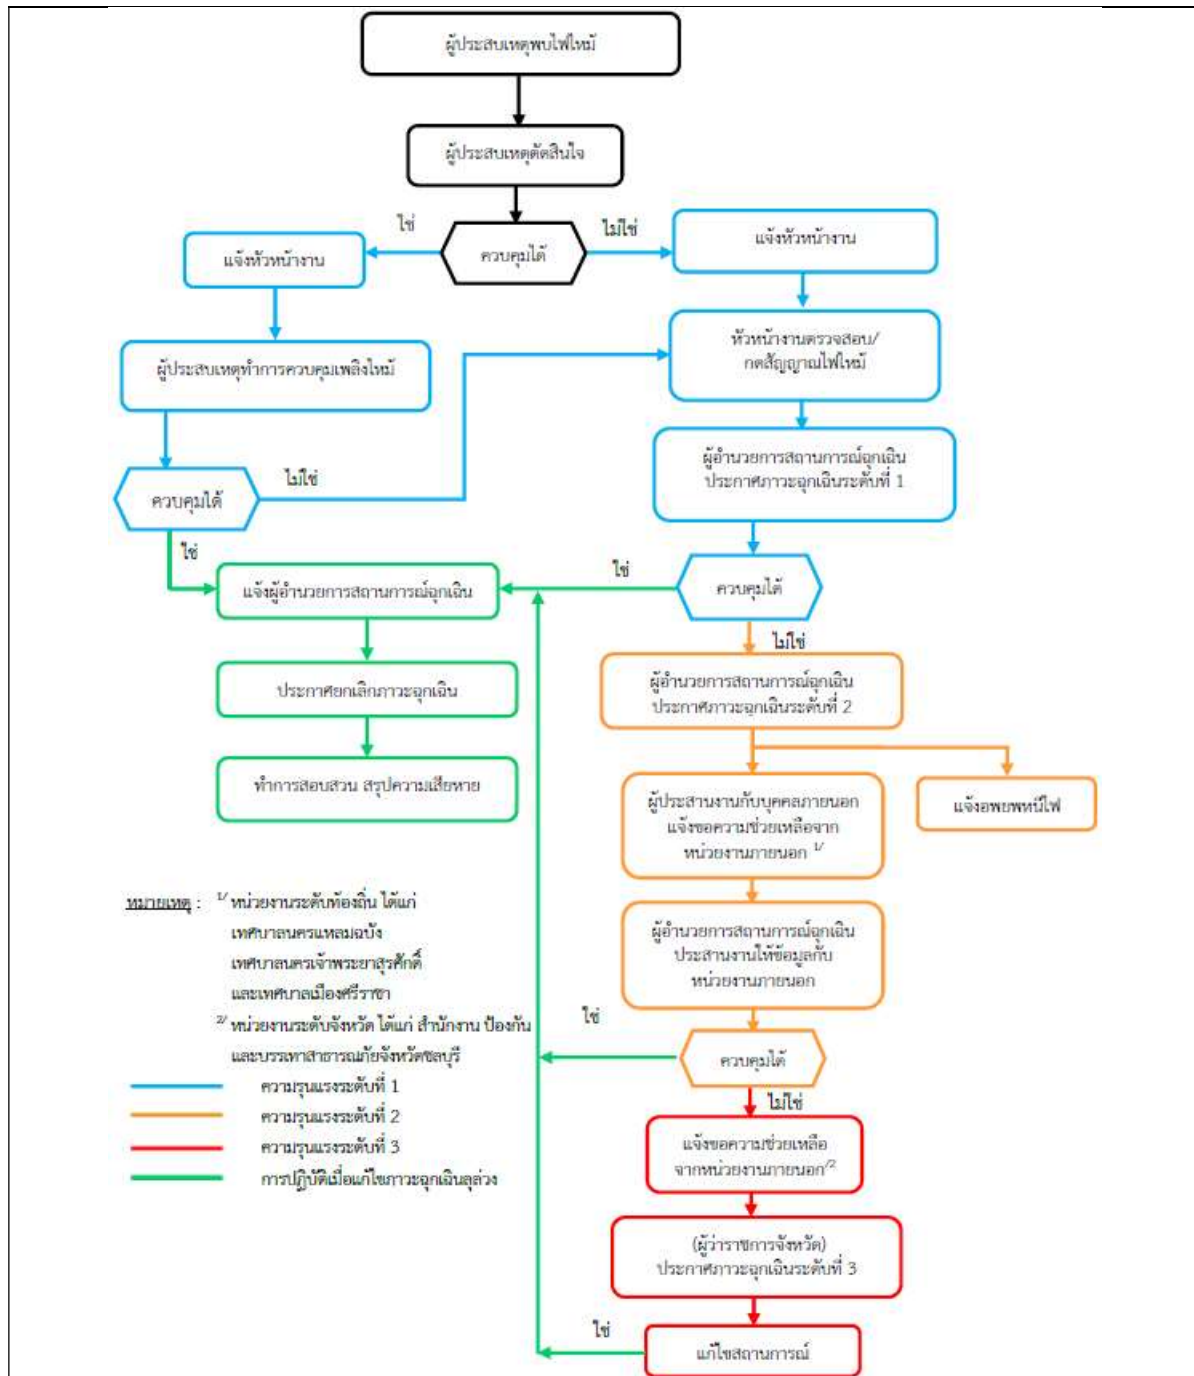 ผู้ประสบเหตุพบไฟไหม้
ผู้ประสบเหตุตัดสินใจ
ใช่
ควบคุมได้
ไม่ใช่
แจ้งหัวหน้างาน
แจ้งหัวหน้างาน
ผู้ประสบเหตุทำการควบคุมเพลิงไหม้
หัวหน้างานตรวจสอบ/
กดสัญญาณไฟไหม้
ผู้อำนวยการสถานการณ์ฉุกเฉิน
ประกาศภาวะฉุกเฉินระดับที่ 1
ควบคุมได้
ไม่ใช่
ใช่
แจ้งผู้อำนวยการสถานการณ์ฉุกเฉิน
ใช่
ควบคุมได้
ไม่ใช่
ประกาศยกเลิกภาวะฉุกเฉิน
ผู้อำนวยการสถานการณ์ฉุกเฉิน
ประกาศภาวะฉุกเฉินระดับที่ 2
ทำการสอบสวน สรุปความเสียหาย
ผู้ประสานงานกับบุคคลภายนอก
แจ้งขอความช่วยเหลือจาก
หน่วยงานภายนอก 1/
แจ้งอพยพหนีไฟ
ผู้อำนวยการสถานการณ์ฉุกเฉิน
ประสานงานให้ข้อมูลกับ
หน่วยงานภายนอก
หมายเหตุ : 1/ หน่วยงานระดับท้องถิ่น ได้แก่
เทศบาลนครแหลมฉบัง
เทศบาลนครเจ้าพระยาสุรศักดิ์
และเทศบาลเมืองศรีราชา
2/ หน่วยงานระดับจังหวัด ได้แก่ สำนักงาน ป้องกัน
และบรรเทาสาธารณภัยจังหวัดชลบุรี
ความรุนแรงระดับที่ 1
ความรุนแรงระดับที่ 2
ความรุนแรงระดับที่ 3
การปฏิบัติเมื่อแก้ไขภาวะฉุกเฉินลุล่วง
ใช่
ควบคุมได้
ไม่ใช่
แจ้งขอความช่วยเหลือ
จากหน่วยงานภายนอก/2
(ผู้ว่าราชการจังหวัด)
ประกาศภาวะฉุกเฉินระดับที่ 3
ใช่
แก้ไขสถานการณ์